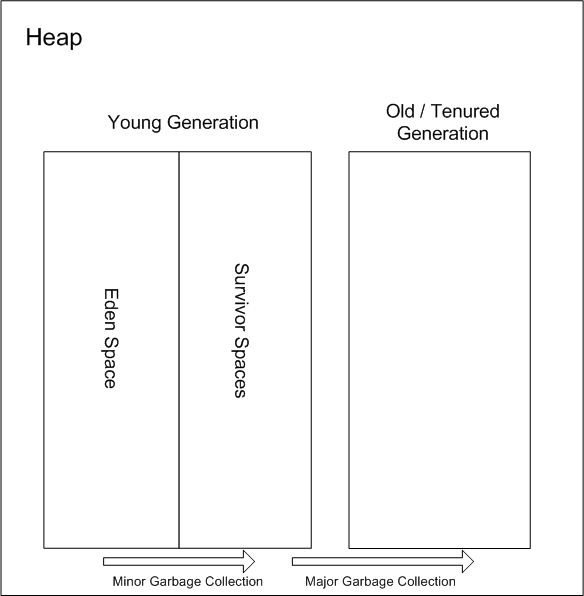 Heap
Young Generation
Old / Tenured
Generation
Eden Space
Survivor Spaces
Minor Garbage Collection
Major Garbage Collection